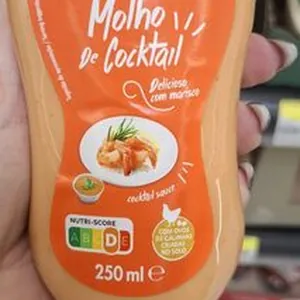 Molho
De Cocktail
Delicioso
com marisco
cocktail sauce
NUTRI-SCORE
A B C D E
COM OVOS
DE GALINHAS
CRIADAS
NO SOLO
250 ml e